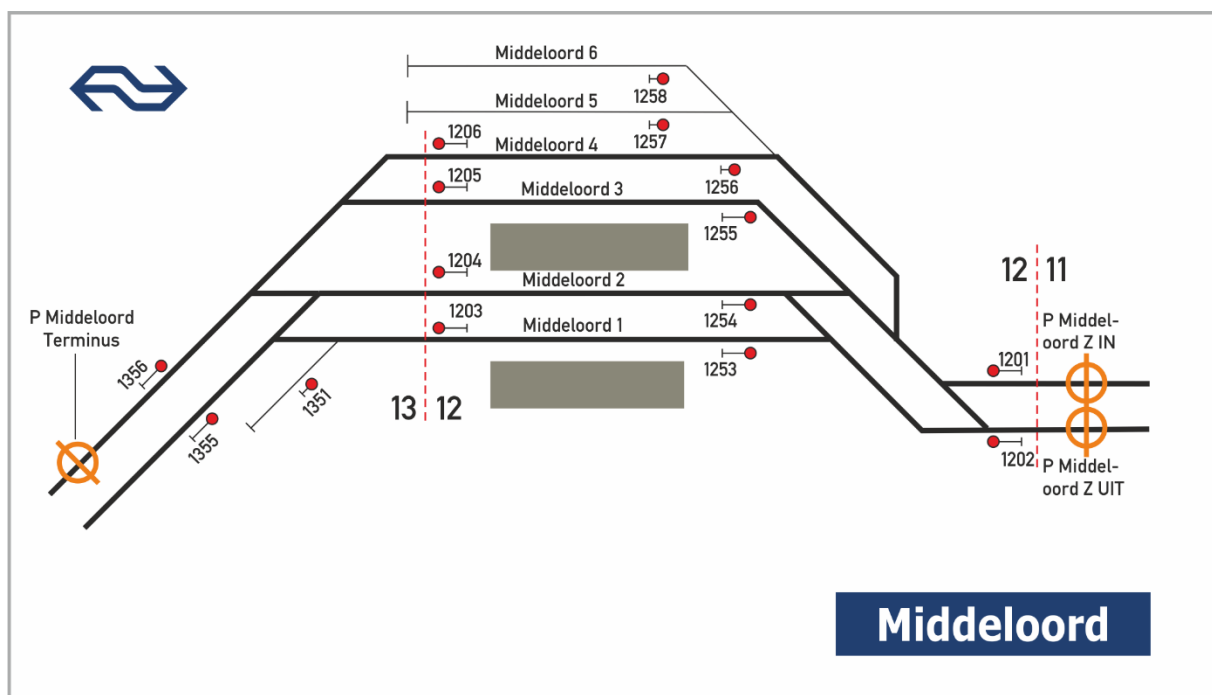 Middeloord 6
1258
Middeloord 5
1257
1206
Middeloord 4
1256
1205
Middeloord 3
1255
1204
Middeloord 2
12 11
P Middeloord
Terminus
1203
Middeloord 1
1254
P Middel-
oord Z IN
1356
1253
1201
1351
13 12
1355
1202
P Middel-
oord Z UIT
Middeloord